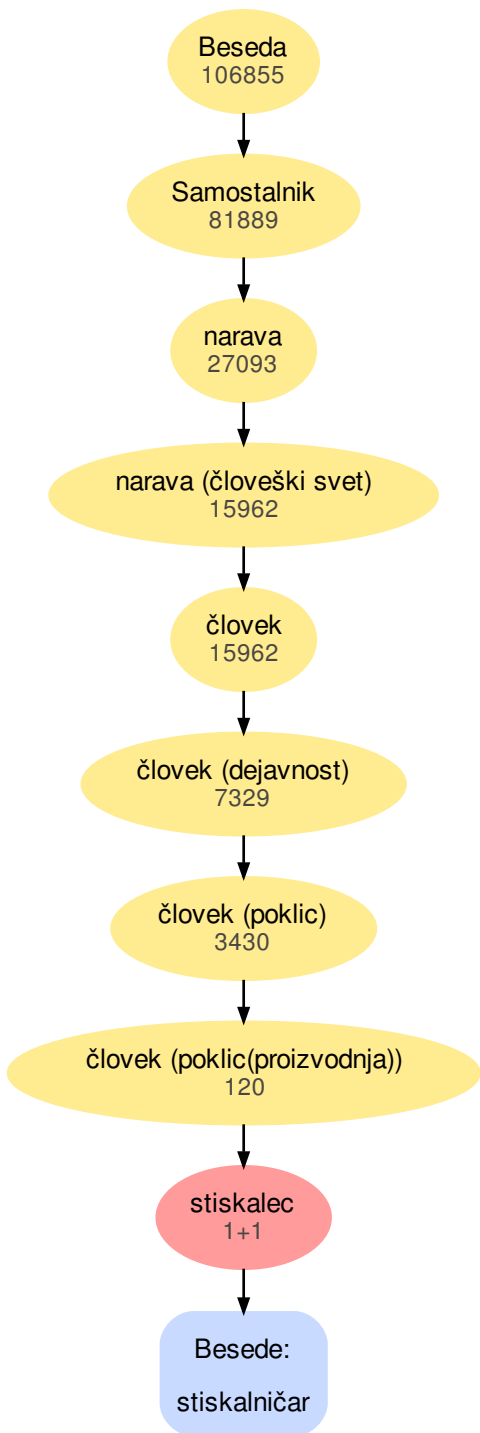 Beseda
106855
Samostalnik
81889
narava
27093
narava (človeški svet)
15962
človek
15962
človek (dejavnost)
7329
človek (poklic)
3430
človek (poklic(proizvodnja))
120
stiskalec
1+1
Besede:
stiskalničar